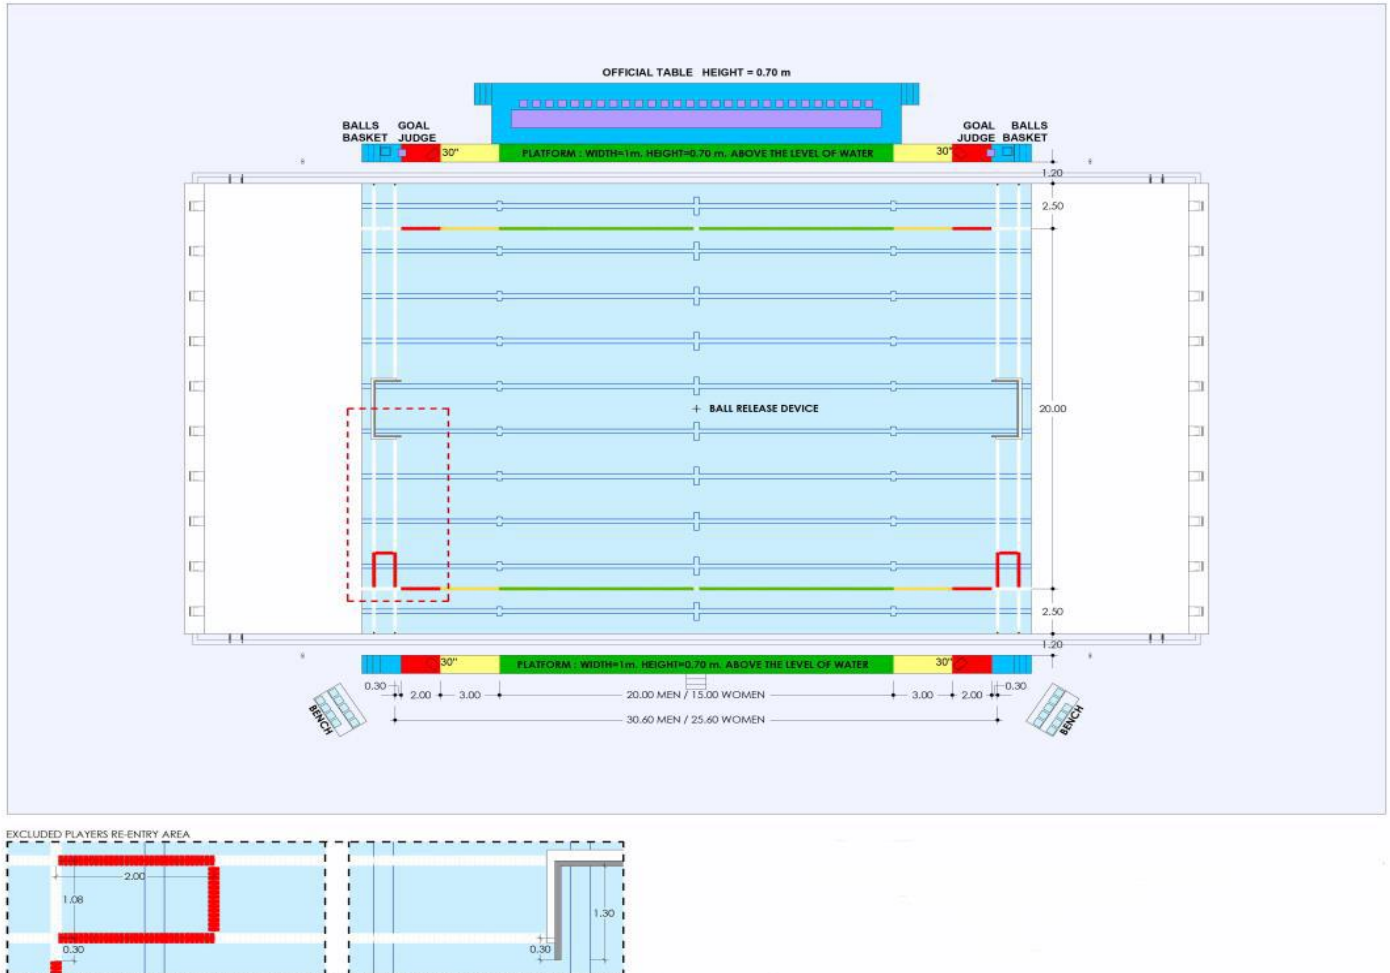 OFFICIAL TABLE HEIGHT = 0.70 m
BALLS BASKET
GOAL JUDGE
GOAL JUDGE
BALLS BASKET
30"
PLATFORM : WIDTH=1m. HEIGHT=0.70 m. ABOVE THE LEVEL OF WATER
30"
1.20
2.50
BALL RELEASE DEVICE
20.00
2.50
1.20
30"
PLATFORM : WIDTH=1m. HEIGHT=0.70 m. ABOVE THE LEVEL OF WATER
30"
0.30
2.00
3.00
20.00 MEN / 15.00 WOMEN
3.00
2.00
0.30
BENCH
30.60 MEN / 25.60 WOMEN
BENCH
EXCLUDED PLAYERS RE-ENTRY AREA
2.00
1.08
0.30
1.30
0.30